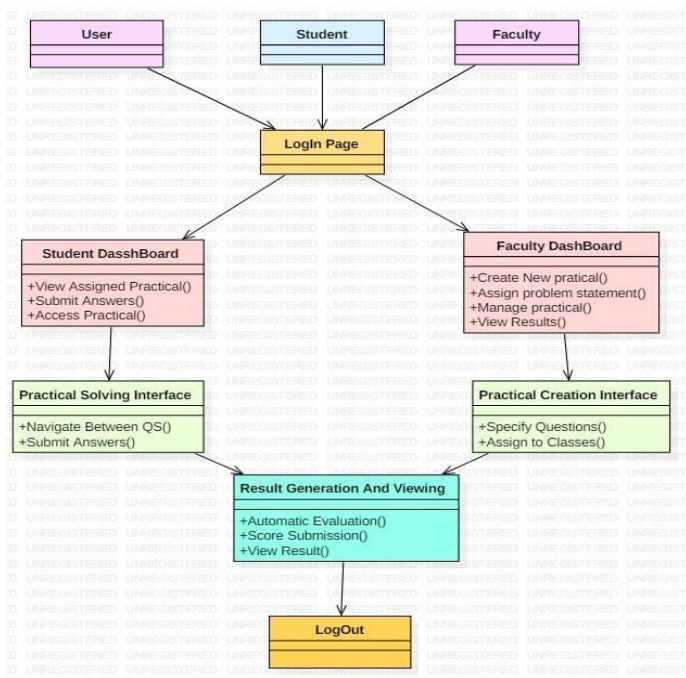 User
Student
Faculty
LogIn Page
Student DasshBoard
+View Assigned Practical()
+Submit Answers()
+Access Practical()
Faculty DashBoard
+Create New pratical()
+Assign problem statement()
+Manage practical()
+View Results()
Practical Solving Interface
+Navigate Between QS()
+Submit Answers()
Practical Creation Interface
+Specify Questions()
+Assign to Classes()
Result Generation And Viewing
+Automatic Evaluation()
+Score Submission()
+View Result()
LogOut
UNREGISTERED